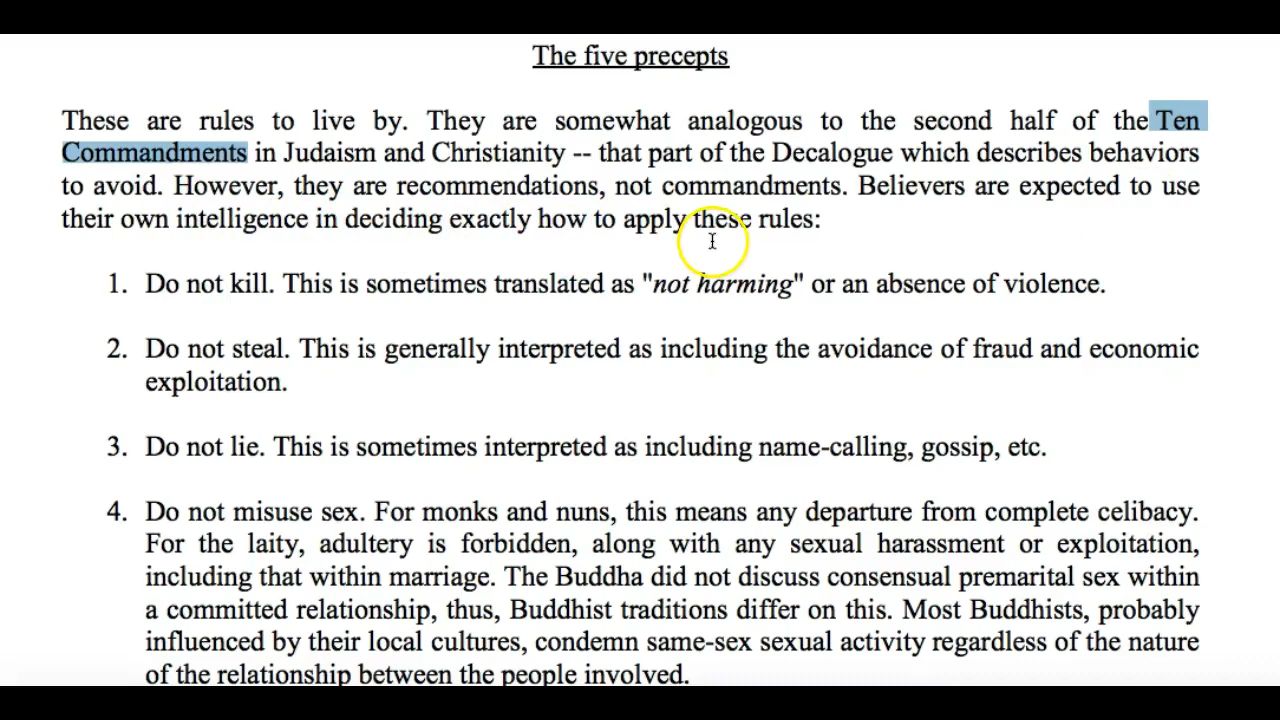 The five precepts
These are rules to live by. They are somewhat analogous to the second half of the Ten
Commandments in Judaism and Christianity -- that part of the Decalogue which describes behaviors
to avoid. However, they are recommendations, not commandments. Believers are expected to use
their own intelligence in deciding exactly how to apply these rules:
1. Do not kill. This is sometimes translated as "not harming" or an absence of violence.
2. Do not steal. This is generally interpreted as including the avoidance of fraud and economic
exploitation.
3. Do not lie. This is sometimes interpreted as including name-calling, gossip, etc.
4. Do not misuse sex. For monks and nuns, this means any departure from complete celibacy.
For the laity, adultery is forbidden, along with any sexual harassment or exploitation,
including that within marriage. The Buddha did not discuss consensual premarital sex within
a committed relationship, thus, Buddhist traditions differ on this. Most Buddhists, probably
influenced by their local cultures, condemn same-sex sexual activity regardless of the nature
of the relationship between the people involved.